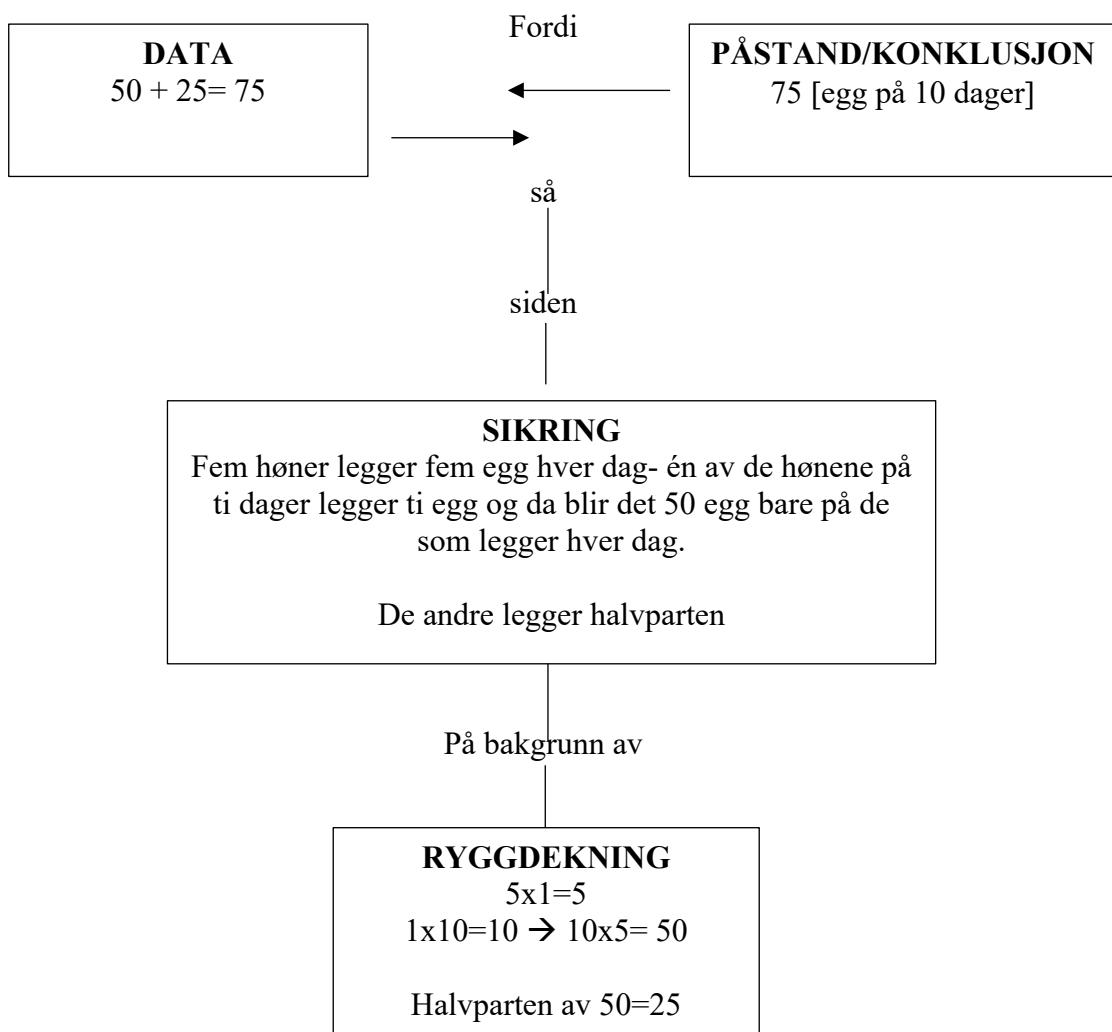 Fordi
DATA
50 + 25= 75
PÅSTAND/KONKLUSJON
75 [egg på 10 dager]
så
siden
SIKRING
Fem høner legger fem egg hver dag- én av de hønene på
ti dager legger ti egg og da blir det 50 egg bare på de
som legger hver dag.
De andre legger halvparten
På bakgrunn av
RYGGDEKNING
5x1=5
1x10=10 → 10x5= 50
Halvparten av 50=25